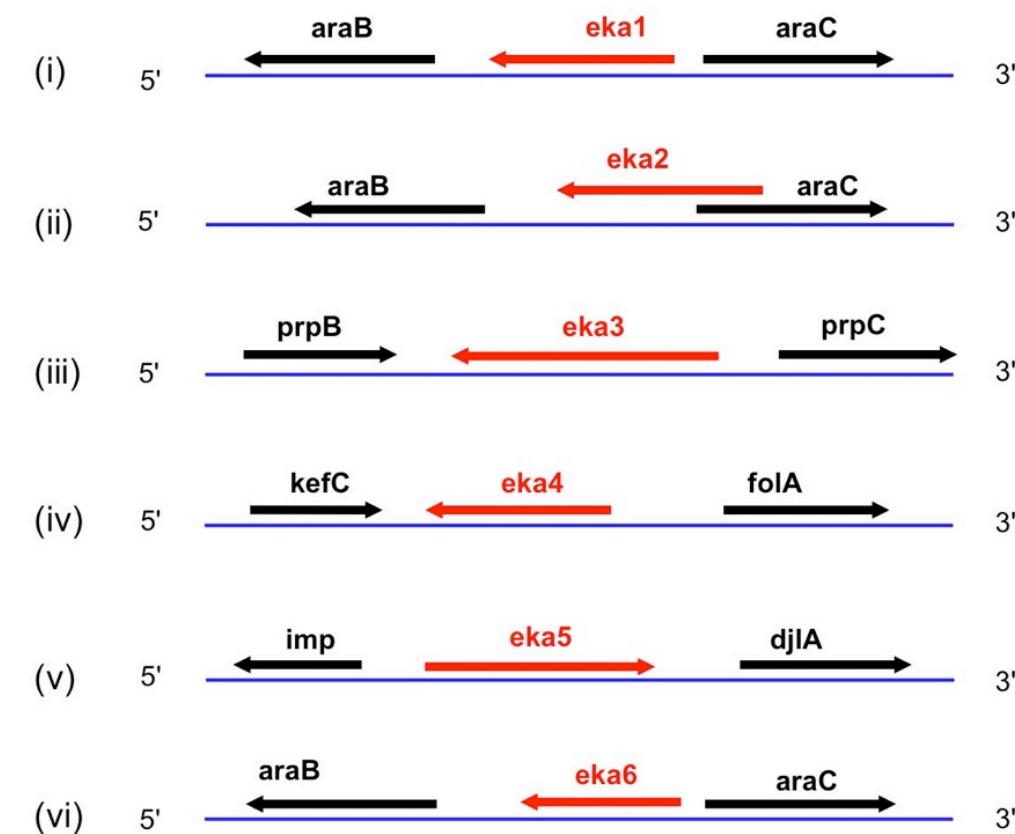 araB eka1 araC
(i) 5' 3'
eka2
araB araC
(ii) 5' 3'
prpB eka3 prpC
(iii) 5' 3'
kefC eka4 folA
(iv) 5' 3'
imp eka5 djlA
(v) 5' 3'
araB eka6 araC
(vi) 5' 3'